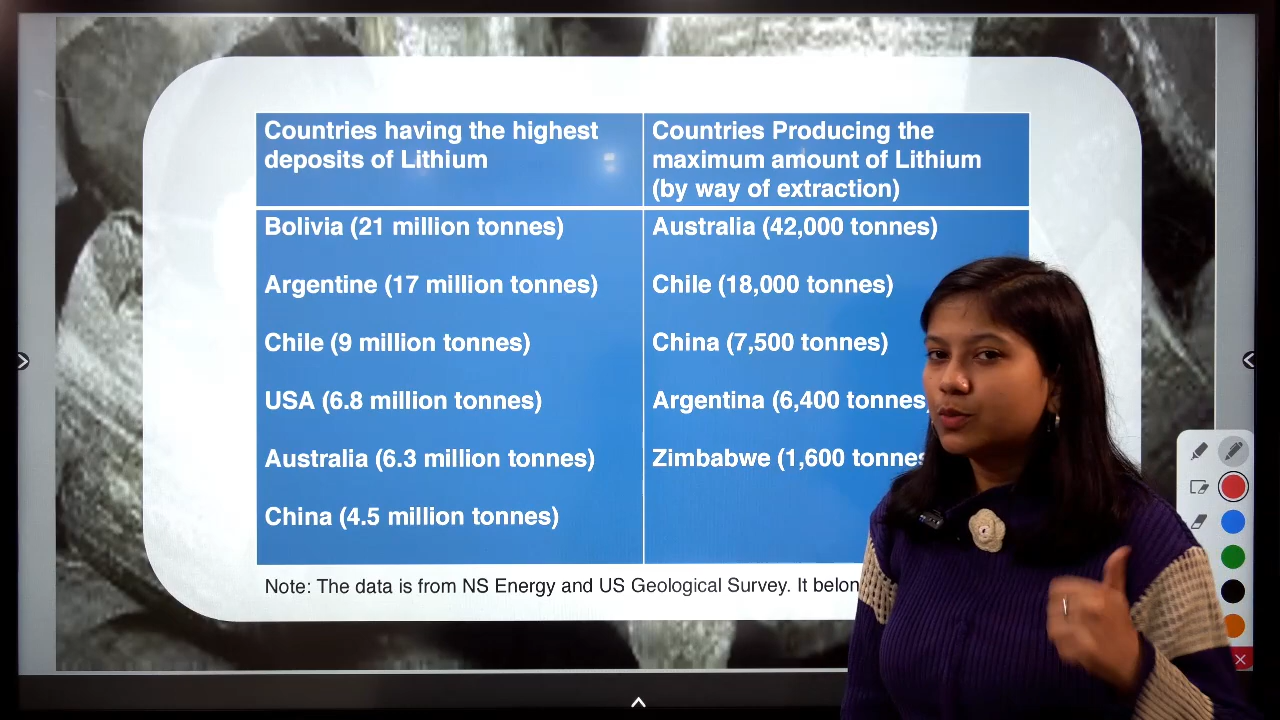 Countries having the highest
deposits of Lithium
Countries Producing the
maximum amount of Lithium
(by way of extraction)
Bolivia (21 million tonnes)
Australia (42,000 tonnes)
Argentine (17 million tonnes)
Chile (18,000 tonnes)
Chile (9 million tonnes)
China (7,500 tonnes)
USA (6.8 million tonnes)
Argentina (6,400 tonnes
Australia (6.3 million tonnes)
Zimbabwe (1,600 tonnes
China (4.5 million tonnes)
Note: The data is from NS Energy and US Geological Survey. It